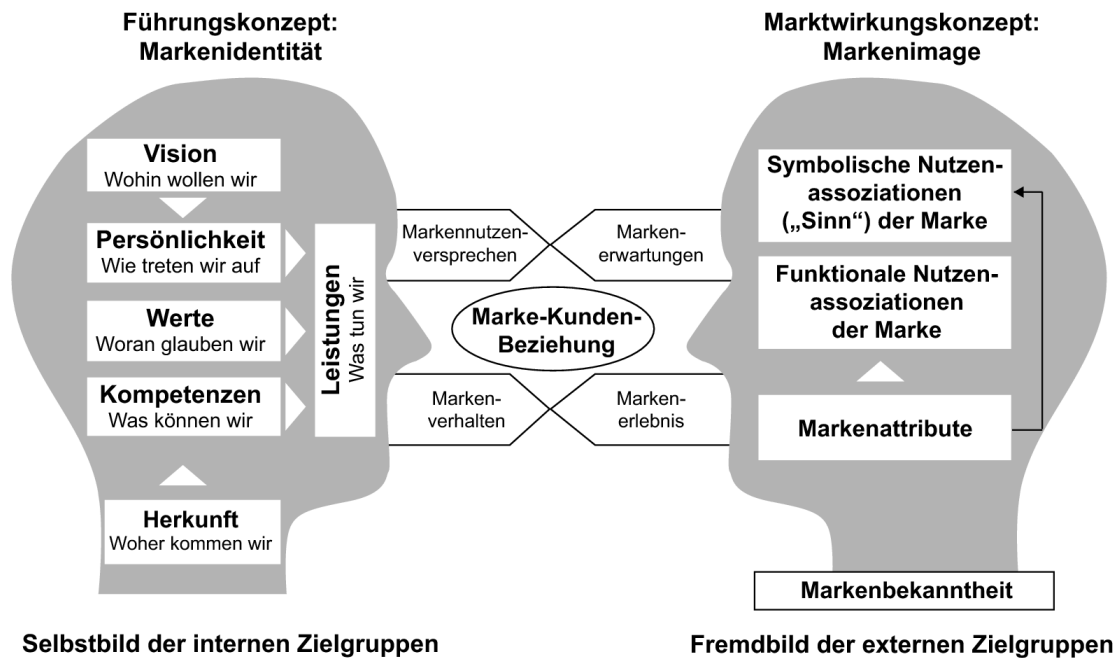 Führungskonzept:
Markenidentität
Vision
Wohin wollen wir
Persönlichkeit
Wie treten wir auf
Werte
Woran glauben wir
Kompetenzen
Was können wir
Herkunft
Woher kommen wir
Leistungen
Was tun wir
Markennutzen-
versprechen
Marken-
erwartungen
Marke-Kunden-
Beziehung
Marken-
verhalten
Marken-
erlebnis
Marktwirkungskonzept:
Markenimage
Symbolische Nutzen-
assoziationen
(„Sinn“) der Marke
Funktionale Nutzen-
assoziationen
der Marke
Markenattribute
Markenbekanntheit
Selbstbild der internen Zielgruppen
Fremdbild der externen Zielgruppen